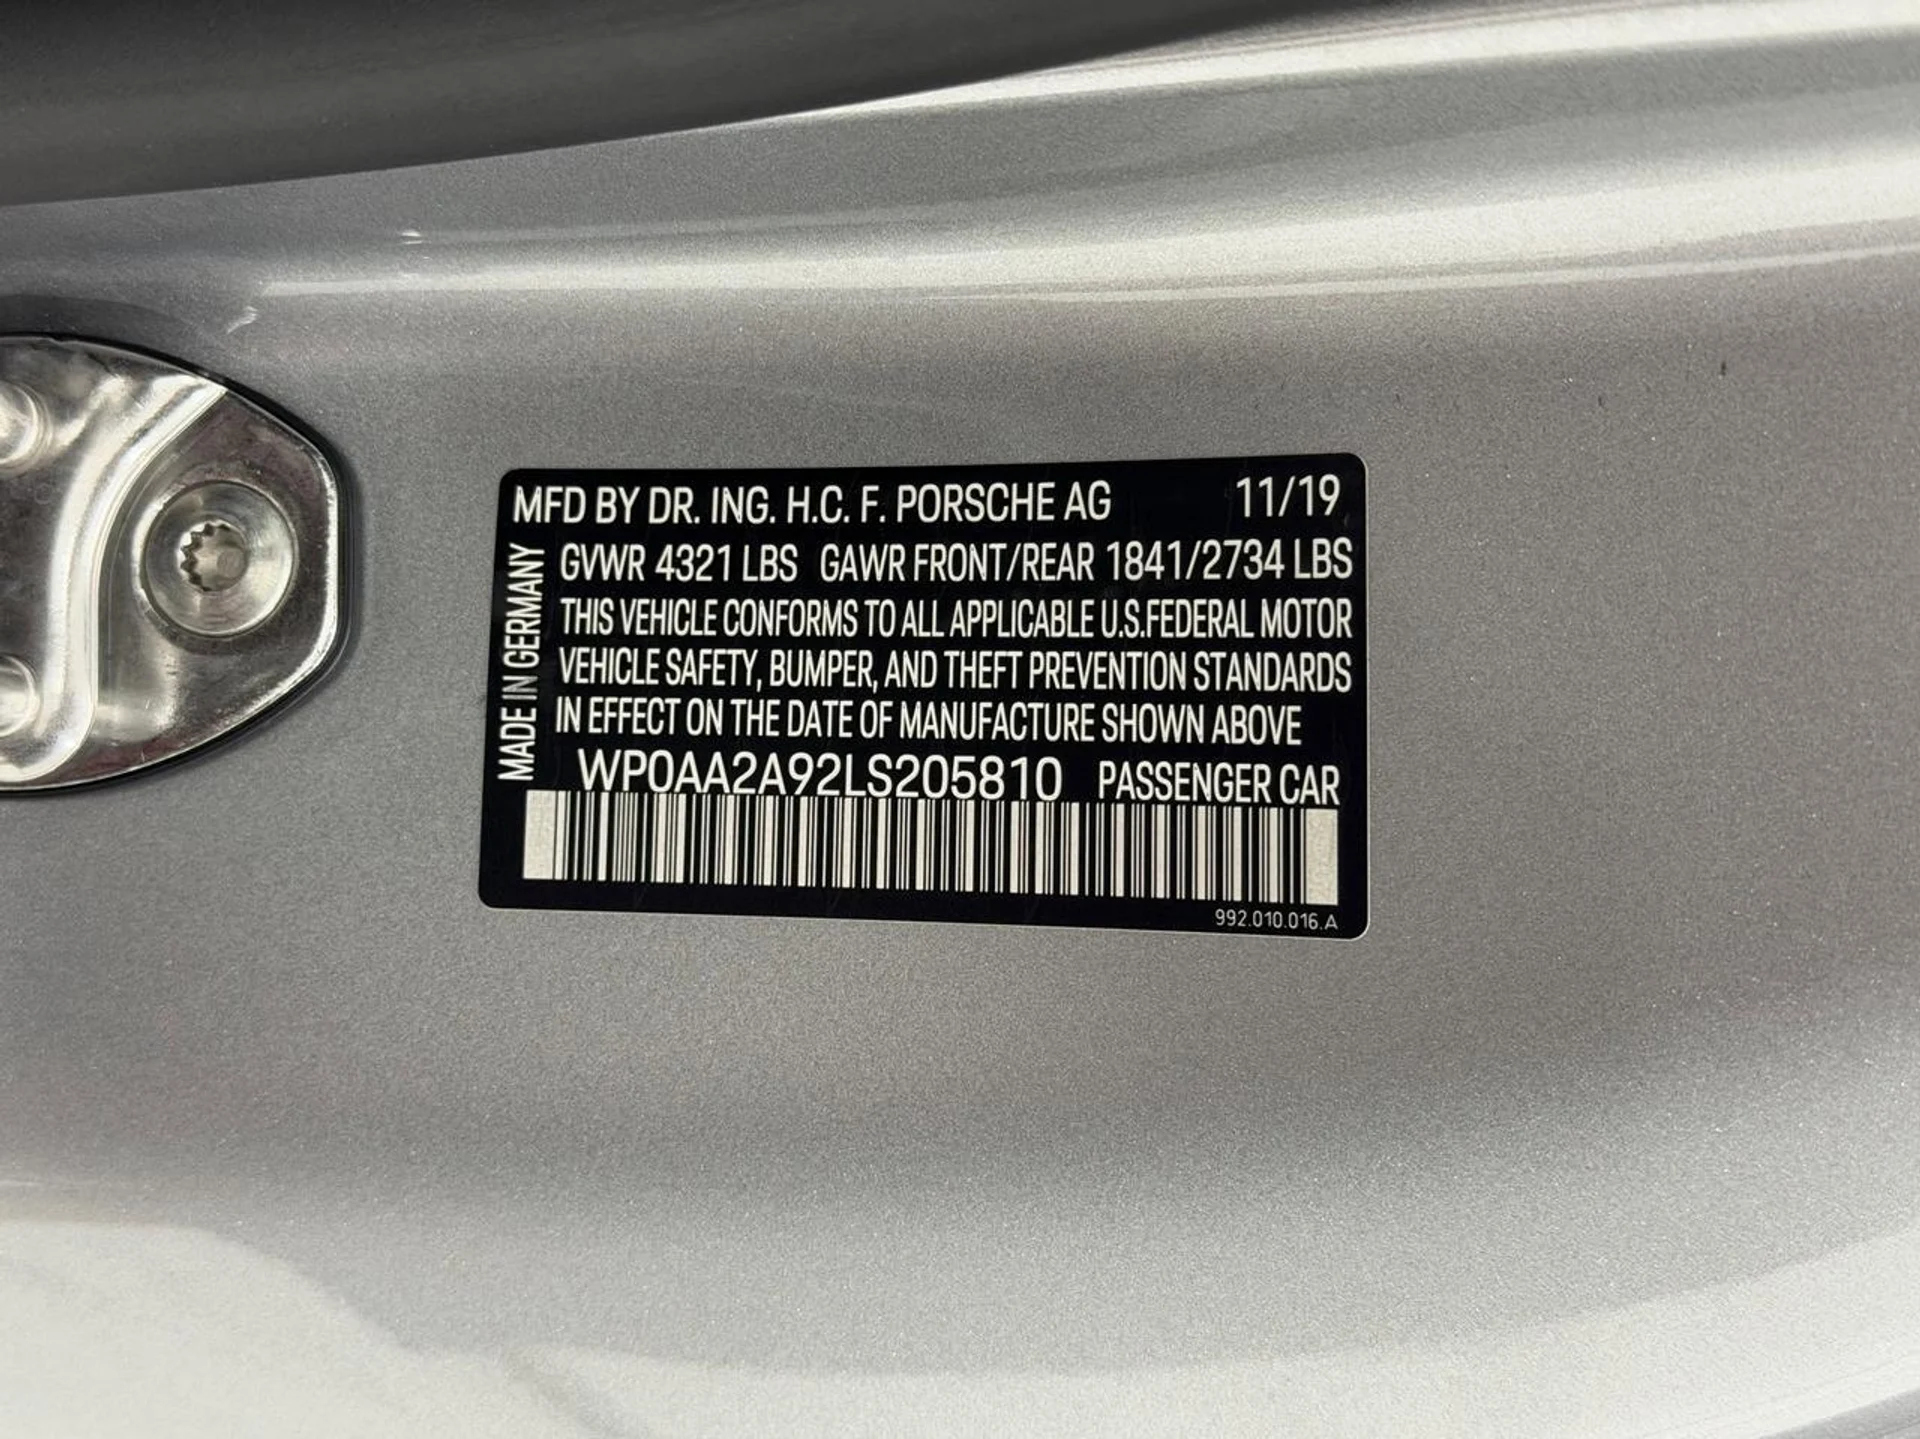 MFD BY DR. ING. H.C. F. PORSCHE AG 11/19
GVWR 4321 LBS GAWR FRONT/REAR 1841/2734 LBS
THIS VEHICLE CONFORMS TO ALL APPLICABLE U.S.FEDERAL MOTOR
VEHICLE SAFETY, BUMPER, AND THEFT PREVENTION STANDARDS
IN EFFECT ON THE DATE OF MANUFACTURE SHOWN ABOVE
MADE IN GERMANY
WP0AA2A92LS205810 PASSENGER CAR
992.010.016.A